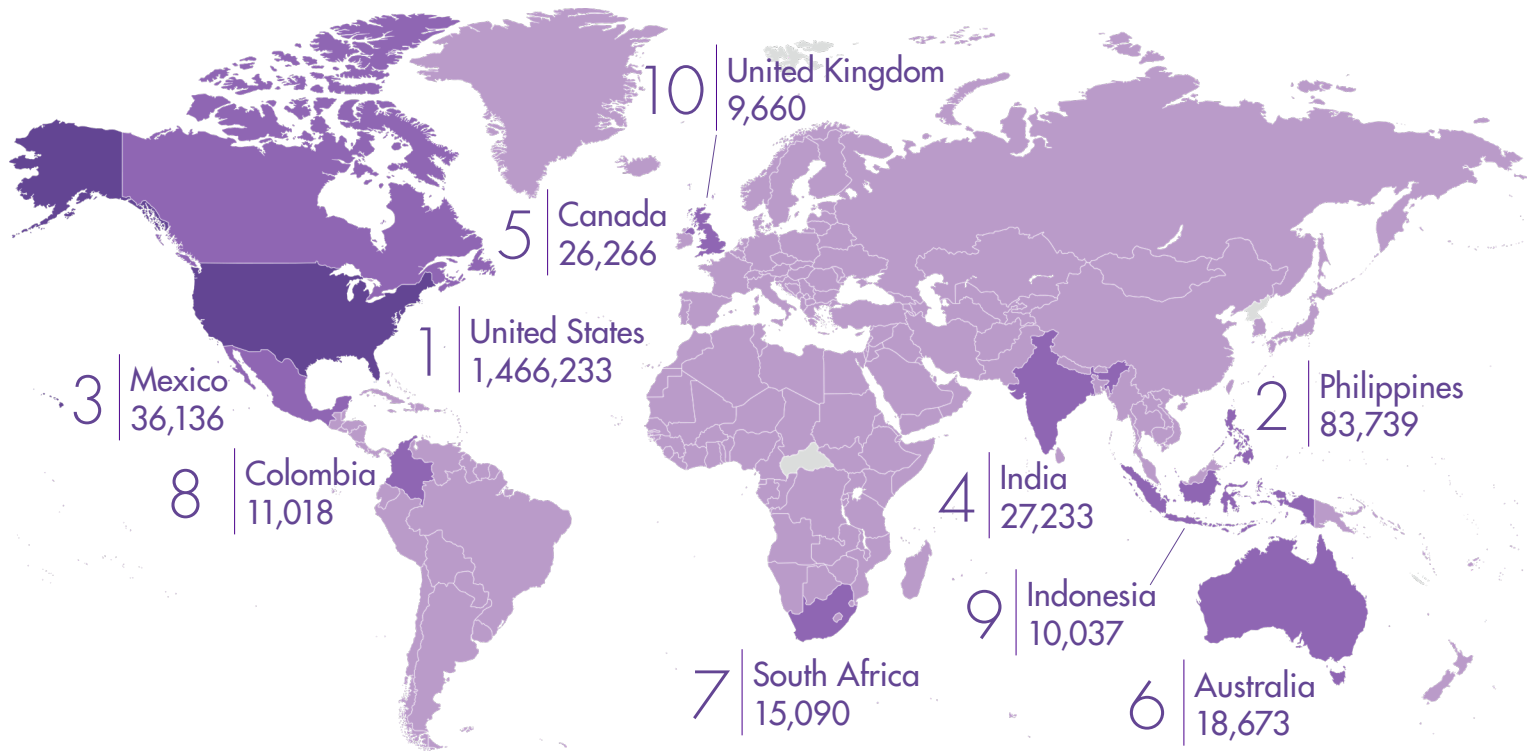 10
United Kingdom
9,660
5
Canada
26,266
1
United States
1,466,233
3
Mexico
36,136
2
Philippines
83,739
8
Colombia
11,018
4
India
27,233
9
Indonesia
10,037
7
South Africa
15,090
6
Australia
18,673